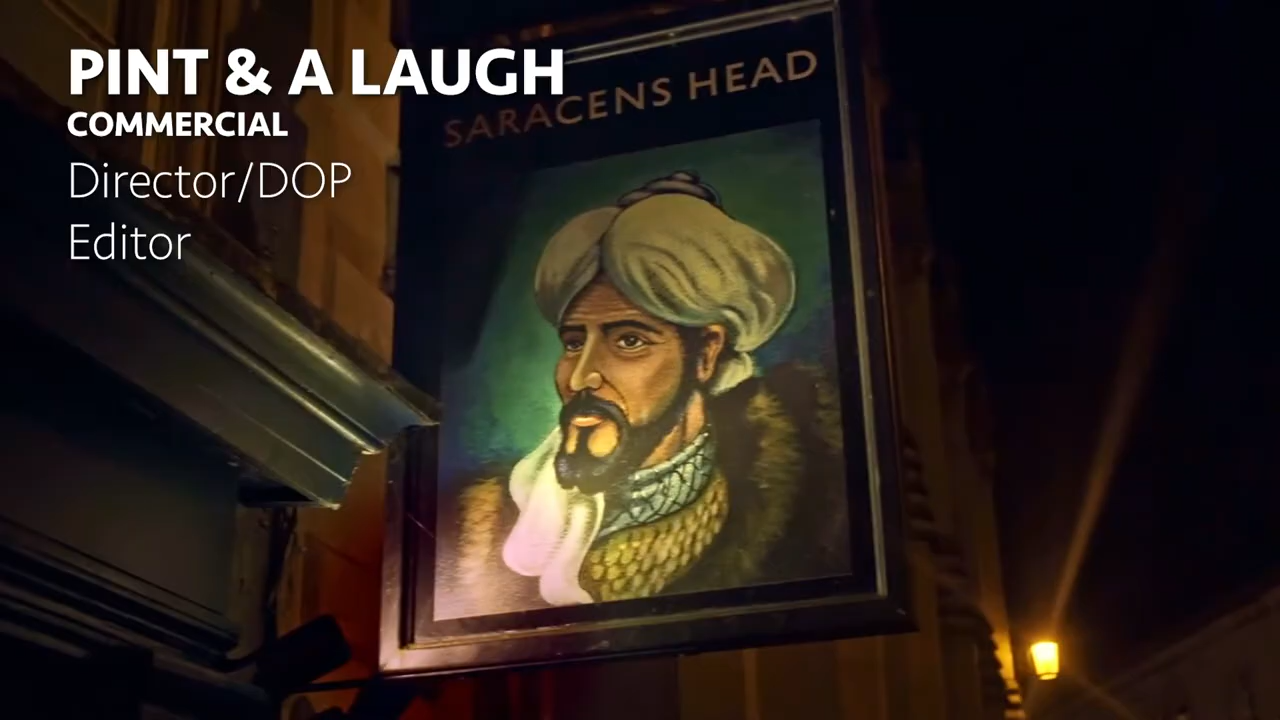 PINT & A LAUGH
COMMERCIAL
Director/DOP
Editor
SARACENS HEAD